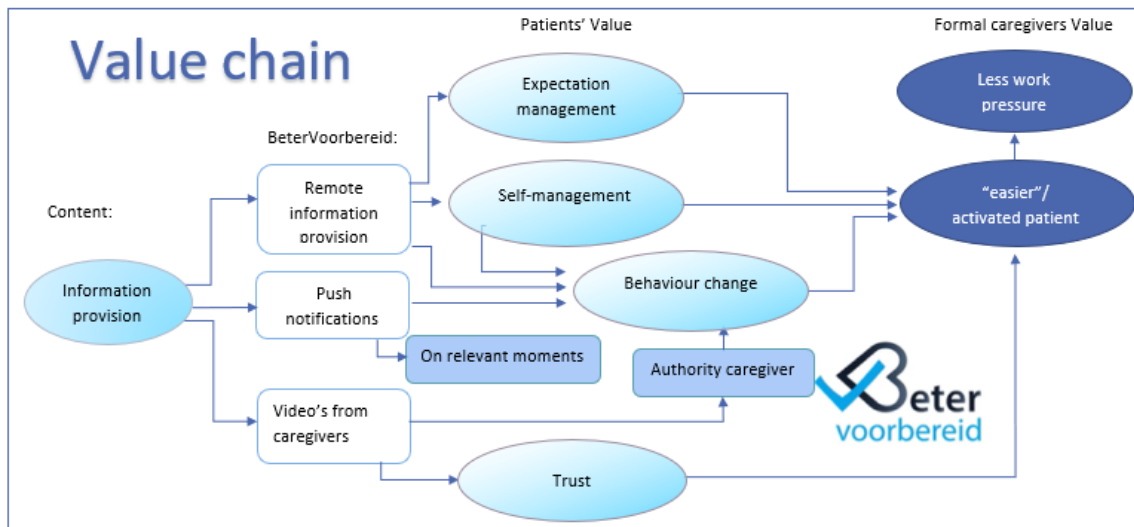 Value chain
Patients' Value
Formal caregivers Value
Expectation
management
Less work
pressure
BeterVoorbereid:
Remote
information
provision
Self-management
"easier"/
activated patient
Content:
Information
provision
Push
notifications
Behaviour change
On relevant moments
Authority caregiver
Beter
voorbereid
Video's from
caregivers
Trust